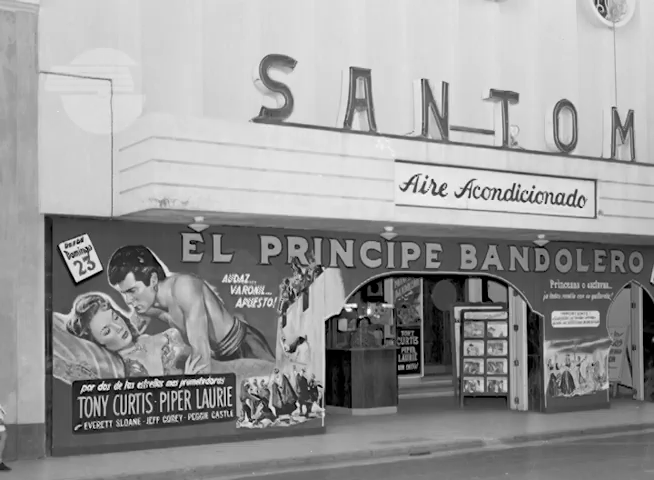 SANTOM
Aire Acondicionado
EL PRINCIPE BANDOLERO
Desde
Domingo
23
AUDAZ...
VARONIL...
APUESTO!
por dos de las estrellas mas prometedoras
TONY CURTIS · PIPER LAURIE
EVERETT SLOANE · JEFF COREY · PEGGIE CASTLE
TONY
CURTIS
PIPER
LAURIE
Princesa o